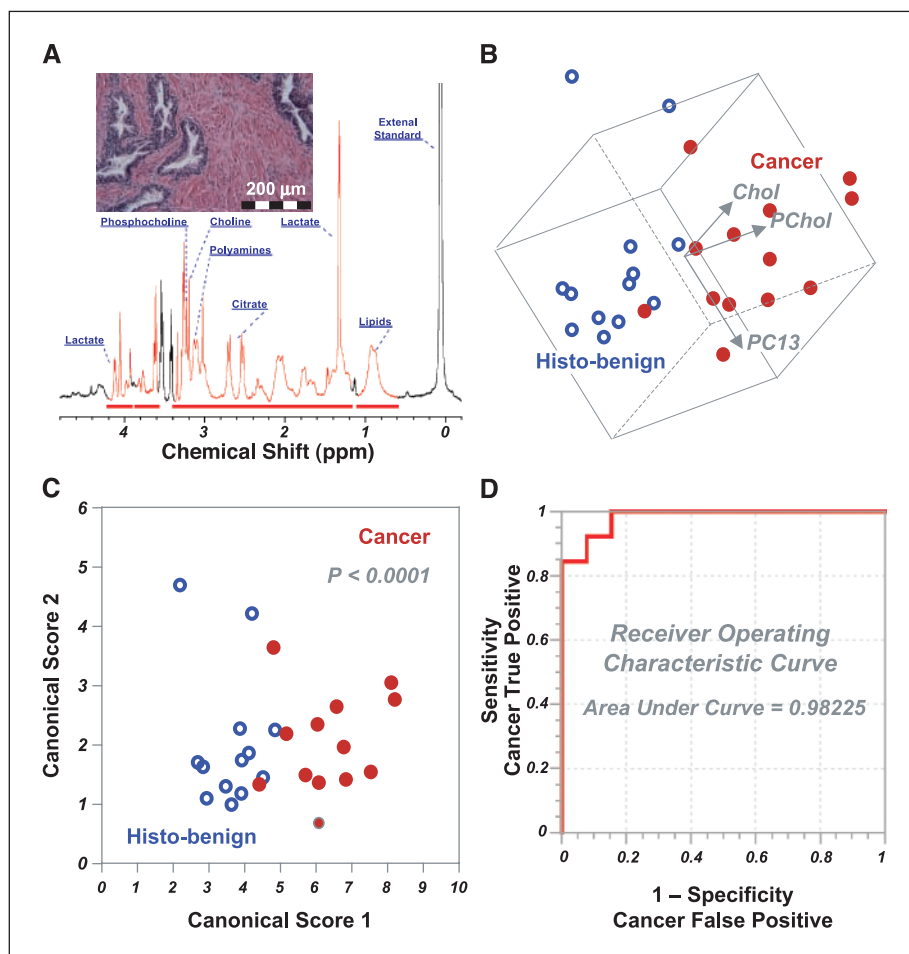 A
200 µm
Extenal
Standard
Phosphocholine
Choline
Lactate
Polyamines
Citrate
Lactate
Lipids
4
3
2
1
0
Chemical Shift (ppm)
B
Cancer
Chol
PChol
PC13
Histo-benign
C
Canonical Score 2
6
5
4
3
2
1
0
Cancer
P < 0.0001
Histo-benign
0 1 2 3 4 5 6 7 8 9 10
Canonical Score 1
D
Sensitivity
Cancer True Positive
1
0.8
0.6
0.4
0.2
0
Receiver Operating
Characteristic Curve
Area Under Curve = 0.98225
0 0.2 0.4 0.6 0.8 1
1 – Specificity
Cancer False Positive